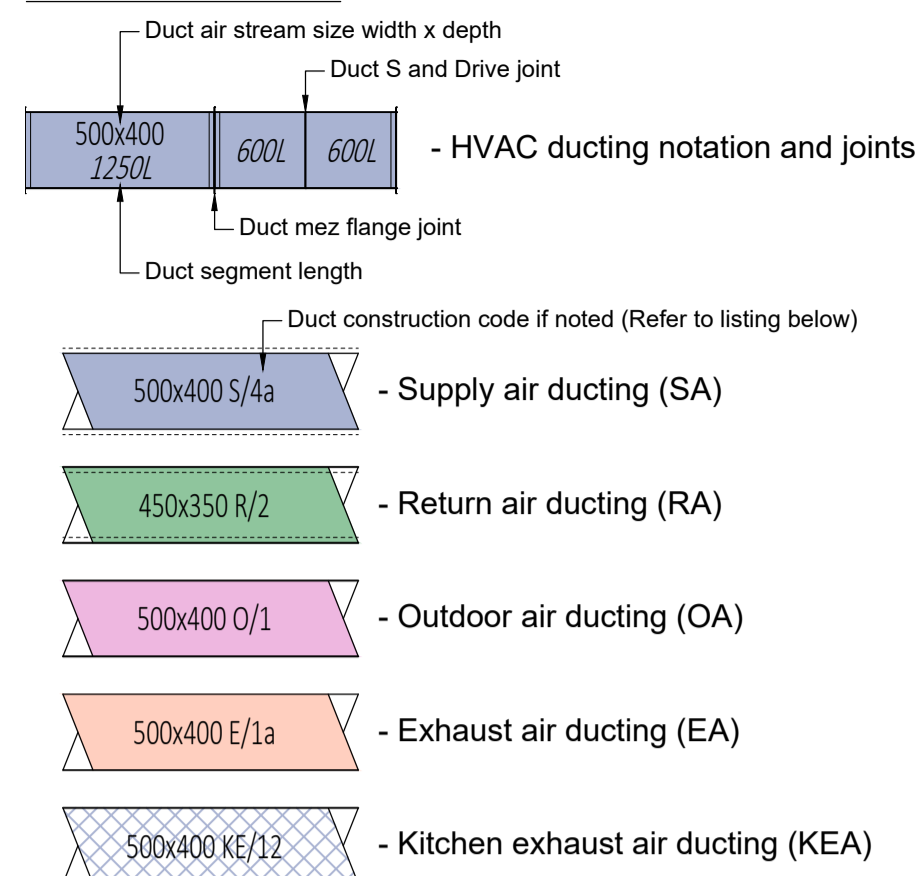 Duct air stream size width x depth
Duct S and Drive joint
500x400
1250L
600L
600L
- HVAC ducting notation and joints
Duct mez flange joint
Duct segment length
Duct construction code if noted (Refer to listing below)
500x400 S/4a
- Supply air ducting (SA)
450x350 R/2
- Return air ducting (RA)
500x400 O/1
- Outdoor air ducting (OA)
500x400 E/1a
- Exhaust air ducting (EA)
500x400 KE/12
- Kitchen exhaust air ducting (KEA)